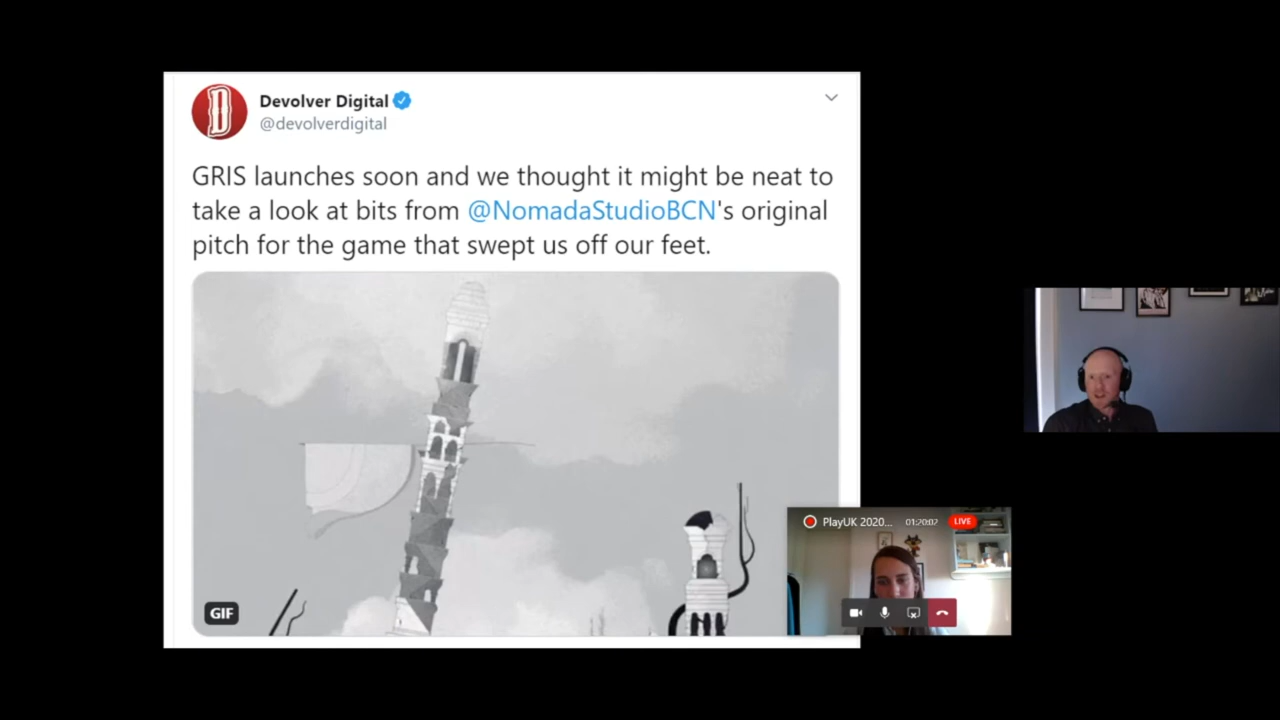 Devolver Digital
@devolverdigital
GRIS launches soon and we thought it might be neat to
take a look at bits from @NomadaStudioBCN's original
pitch for the game that swept us off our feet.
GIF
PlayUK 2020... 01:20:02 LIVE